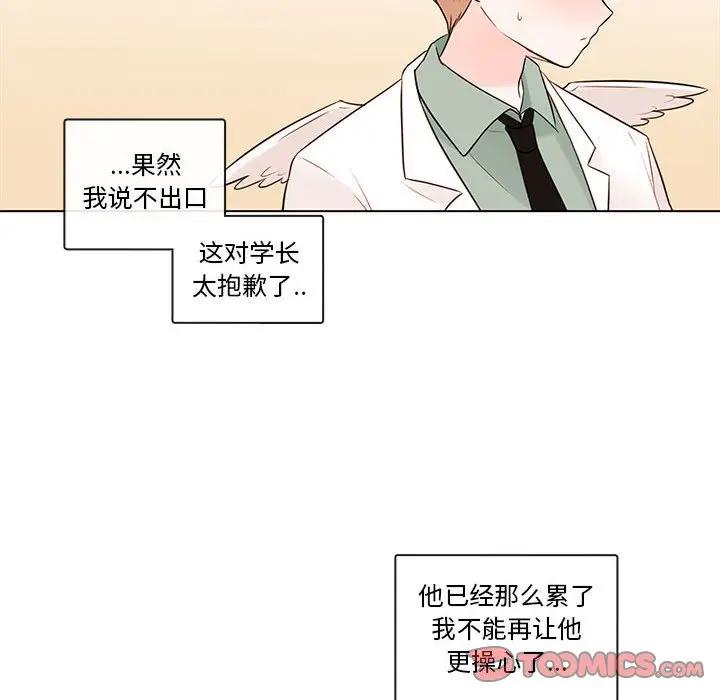 ...果然
我说不出口
这对学长
太抱歉了..
他已经那么累了
我不能再让他
更操心了...
TOOMICS.COM